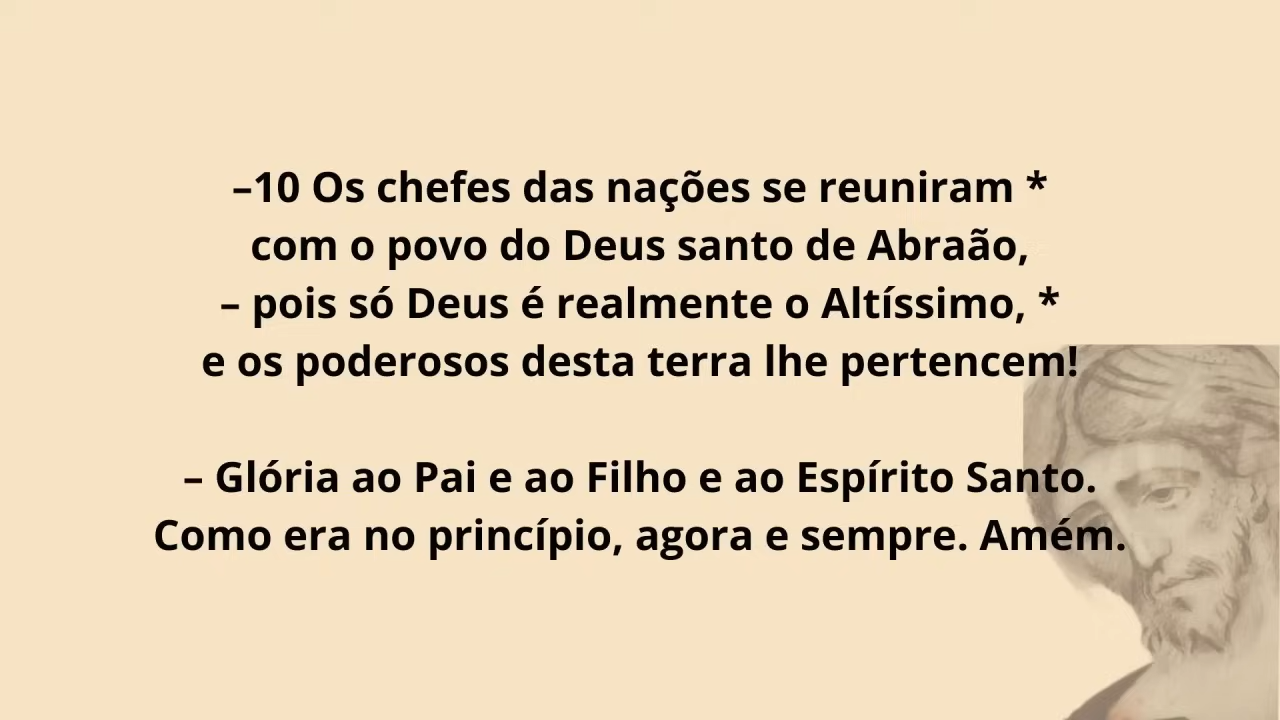 –10 Os chefes das nações se reuniram *
com o povo do Deus santo de Abraão,
– pois só Deus é realmente o Altíssimo, *
e os poderosos desta terra lhe pertencem!
– Glória ao Pai e ao Filho e ao Espírito Santo.
Como era no princípio, agora e sempre. Amém.